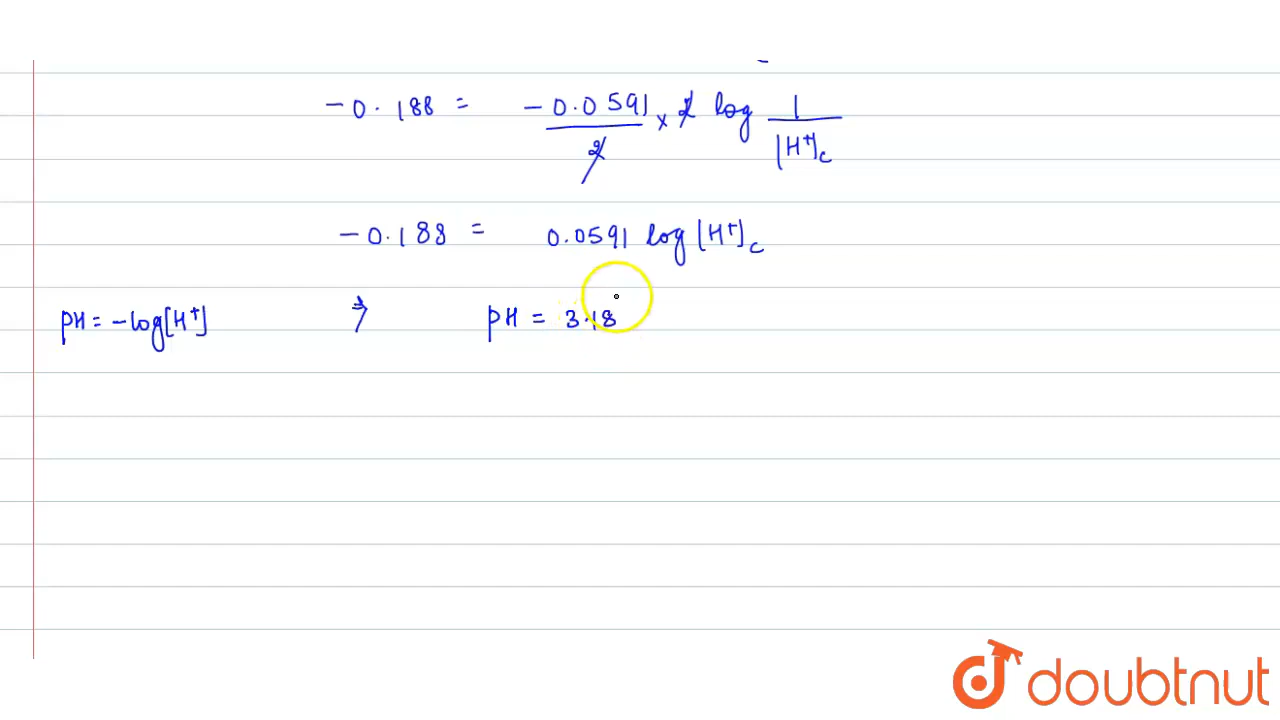 -0.188 = -0.0591/2 × 2 log 1/[H+]c
-0.188 = 0.0591 log [H+]c
pH = -log[H+] ⇒ pH = 3.18
doubtnut